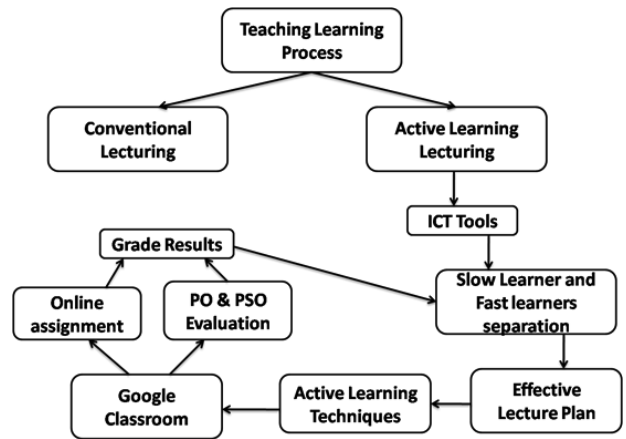 Teaching Learning
Process
Conventional
Lecturing
Active Learning
Lecturing
ICT Tools
Grade Results
Slow Learner and
Fast learners
separation
Online
assignment
PO & PSO
Evaluation
Effective
Lecture Plan
Active Learning
Techniques
Google
Classroom